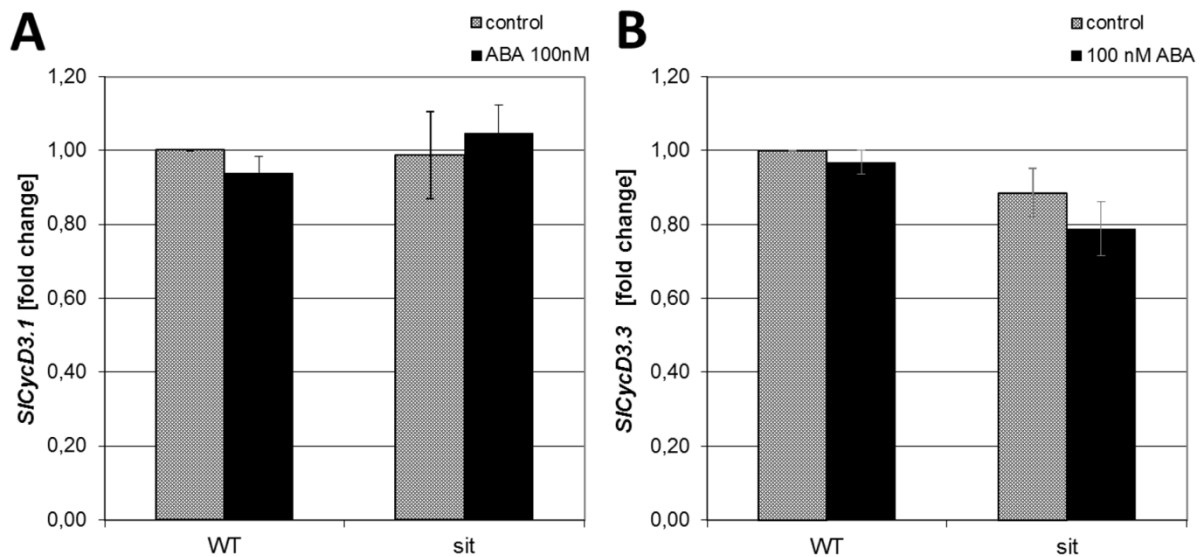 A
control
ABA 100nM
1,20
1,00
0,80
0,60
0,40
0,20
0,00
SlCycD3.1 [fold change]
WT
sit
B
control
100 nM ABA
1,20
1,00
0,80
0,60
0,40
0,20
0,00
SlCycD3.3 [fold change]
WT
sit